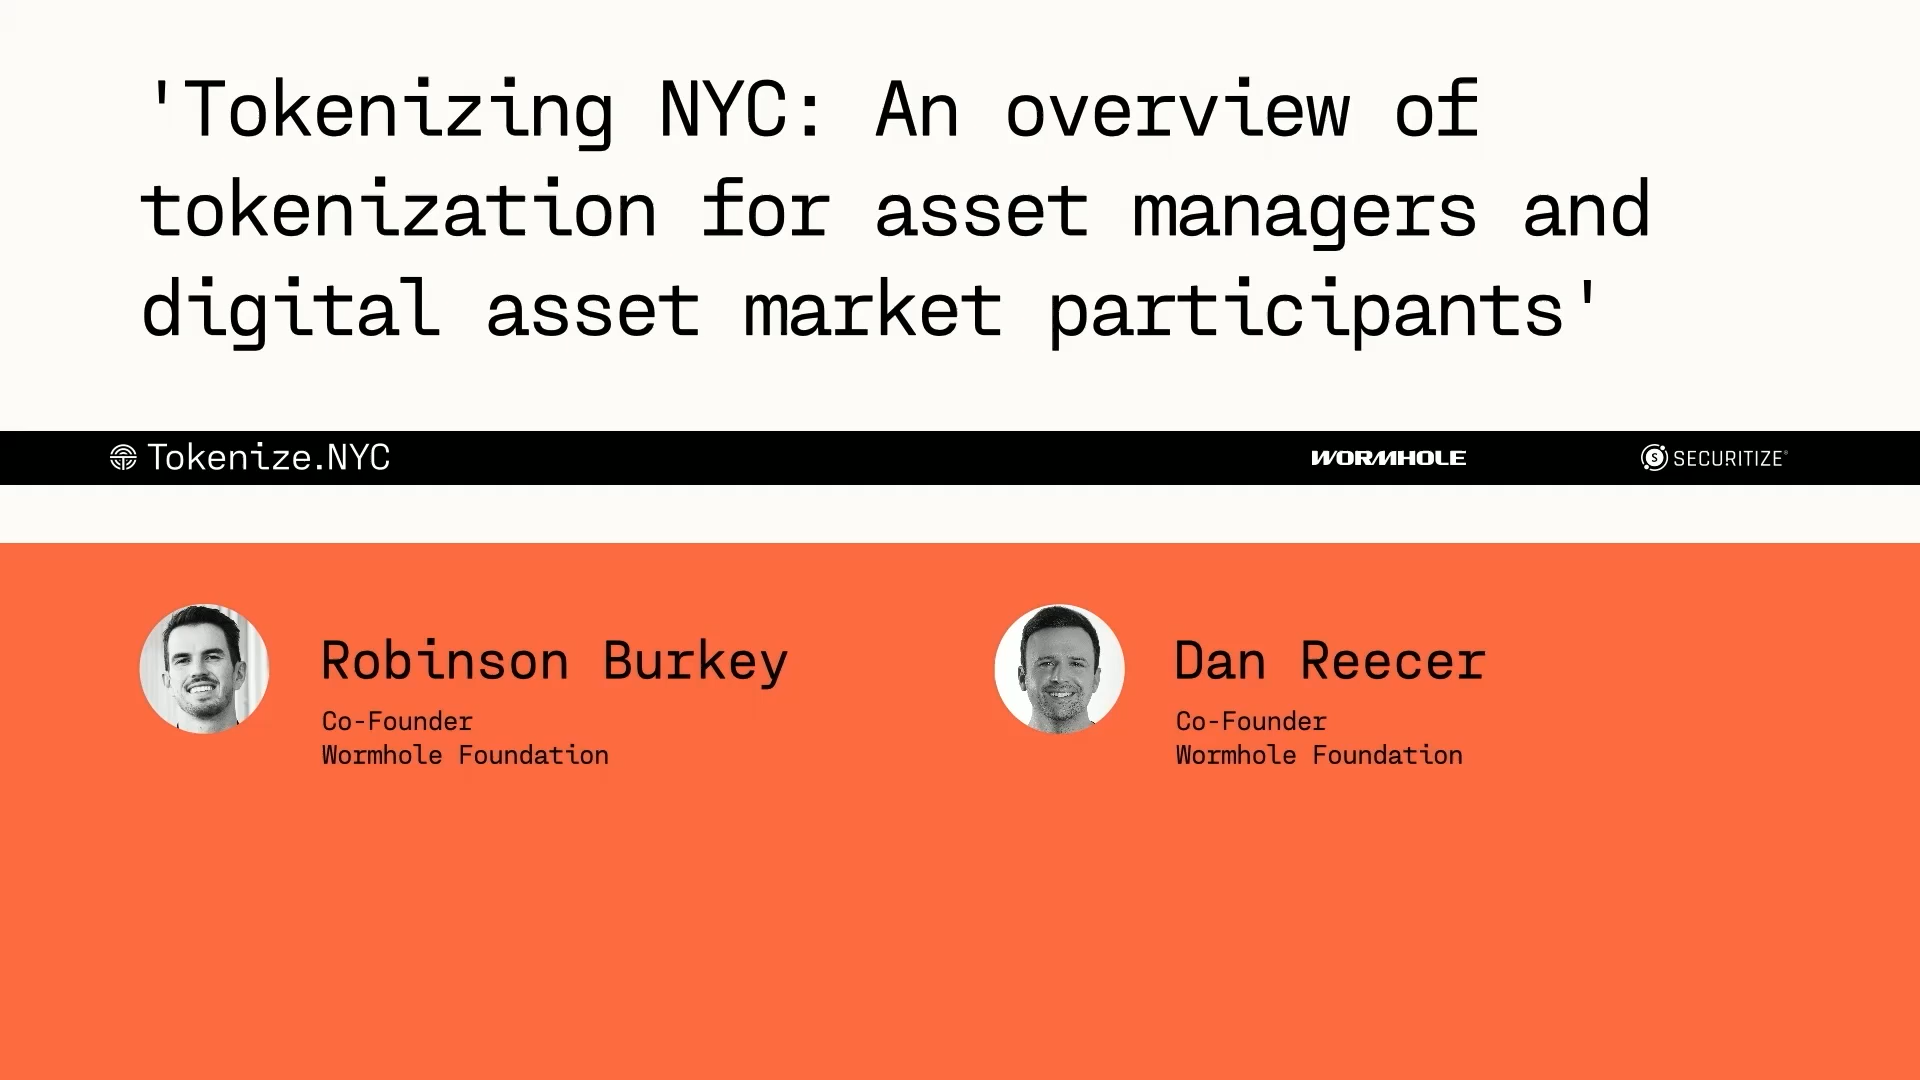 'Tokenizing NYC: An overview of
tokenization for asset managers and
digital asset market participants'
Tokenize.NYC
WORMHOLE
SECURITIZE®
Robinson Burkey
Co-Founder
Wormhole Foundation
Dan Reecer
Co-Founder
Wormhole Foundation